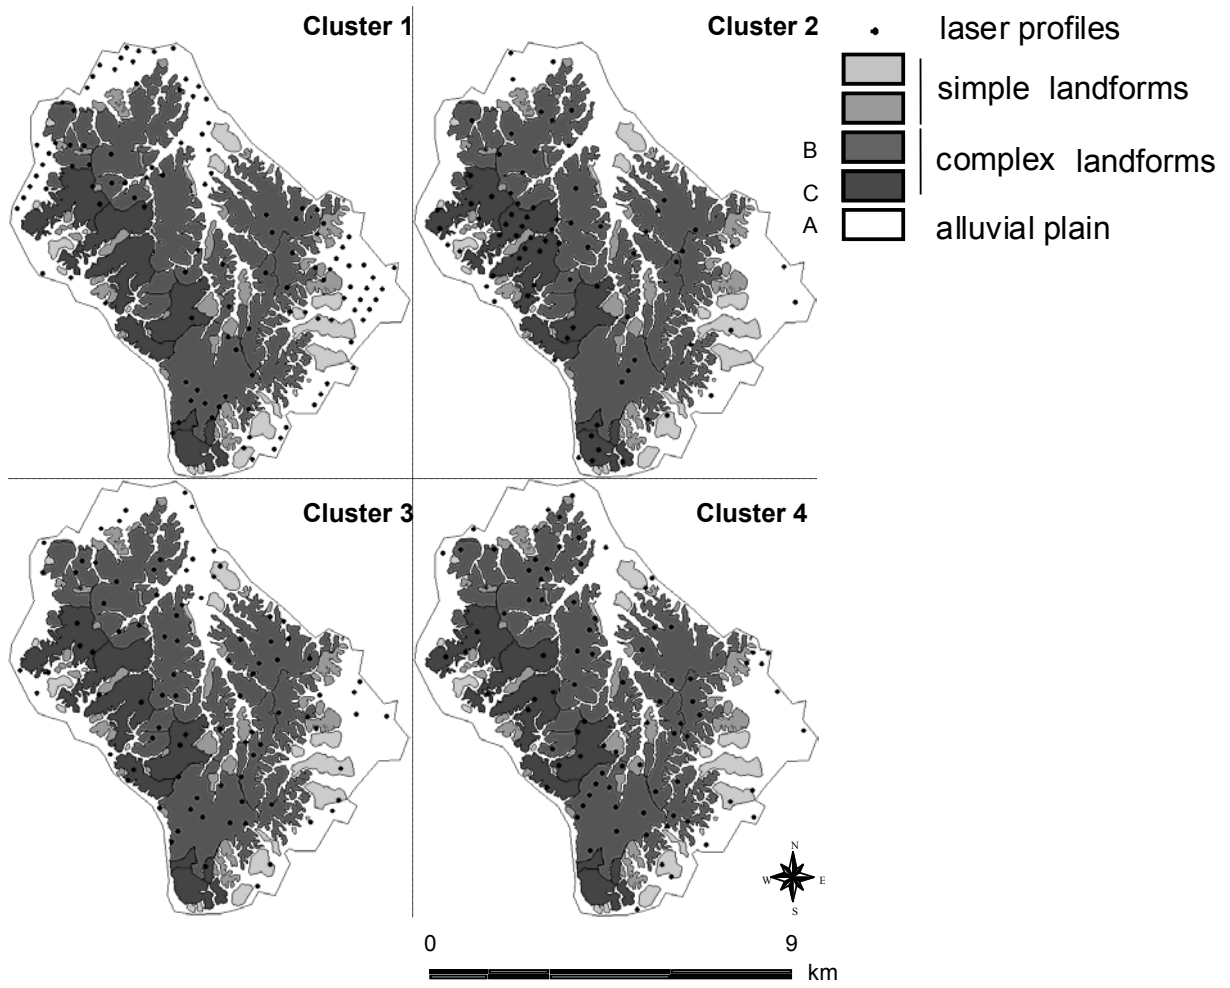 Cluster 1
Cluster 2
laser profiles
simple landforms
B
complex landforms
C
A
alluvial plain
Cluster 3
Cluster 4
N
W
E
S
0
9
km